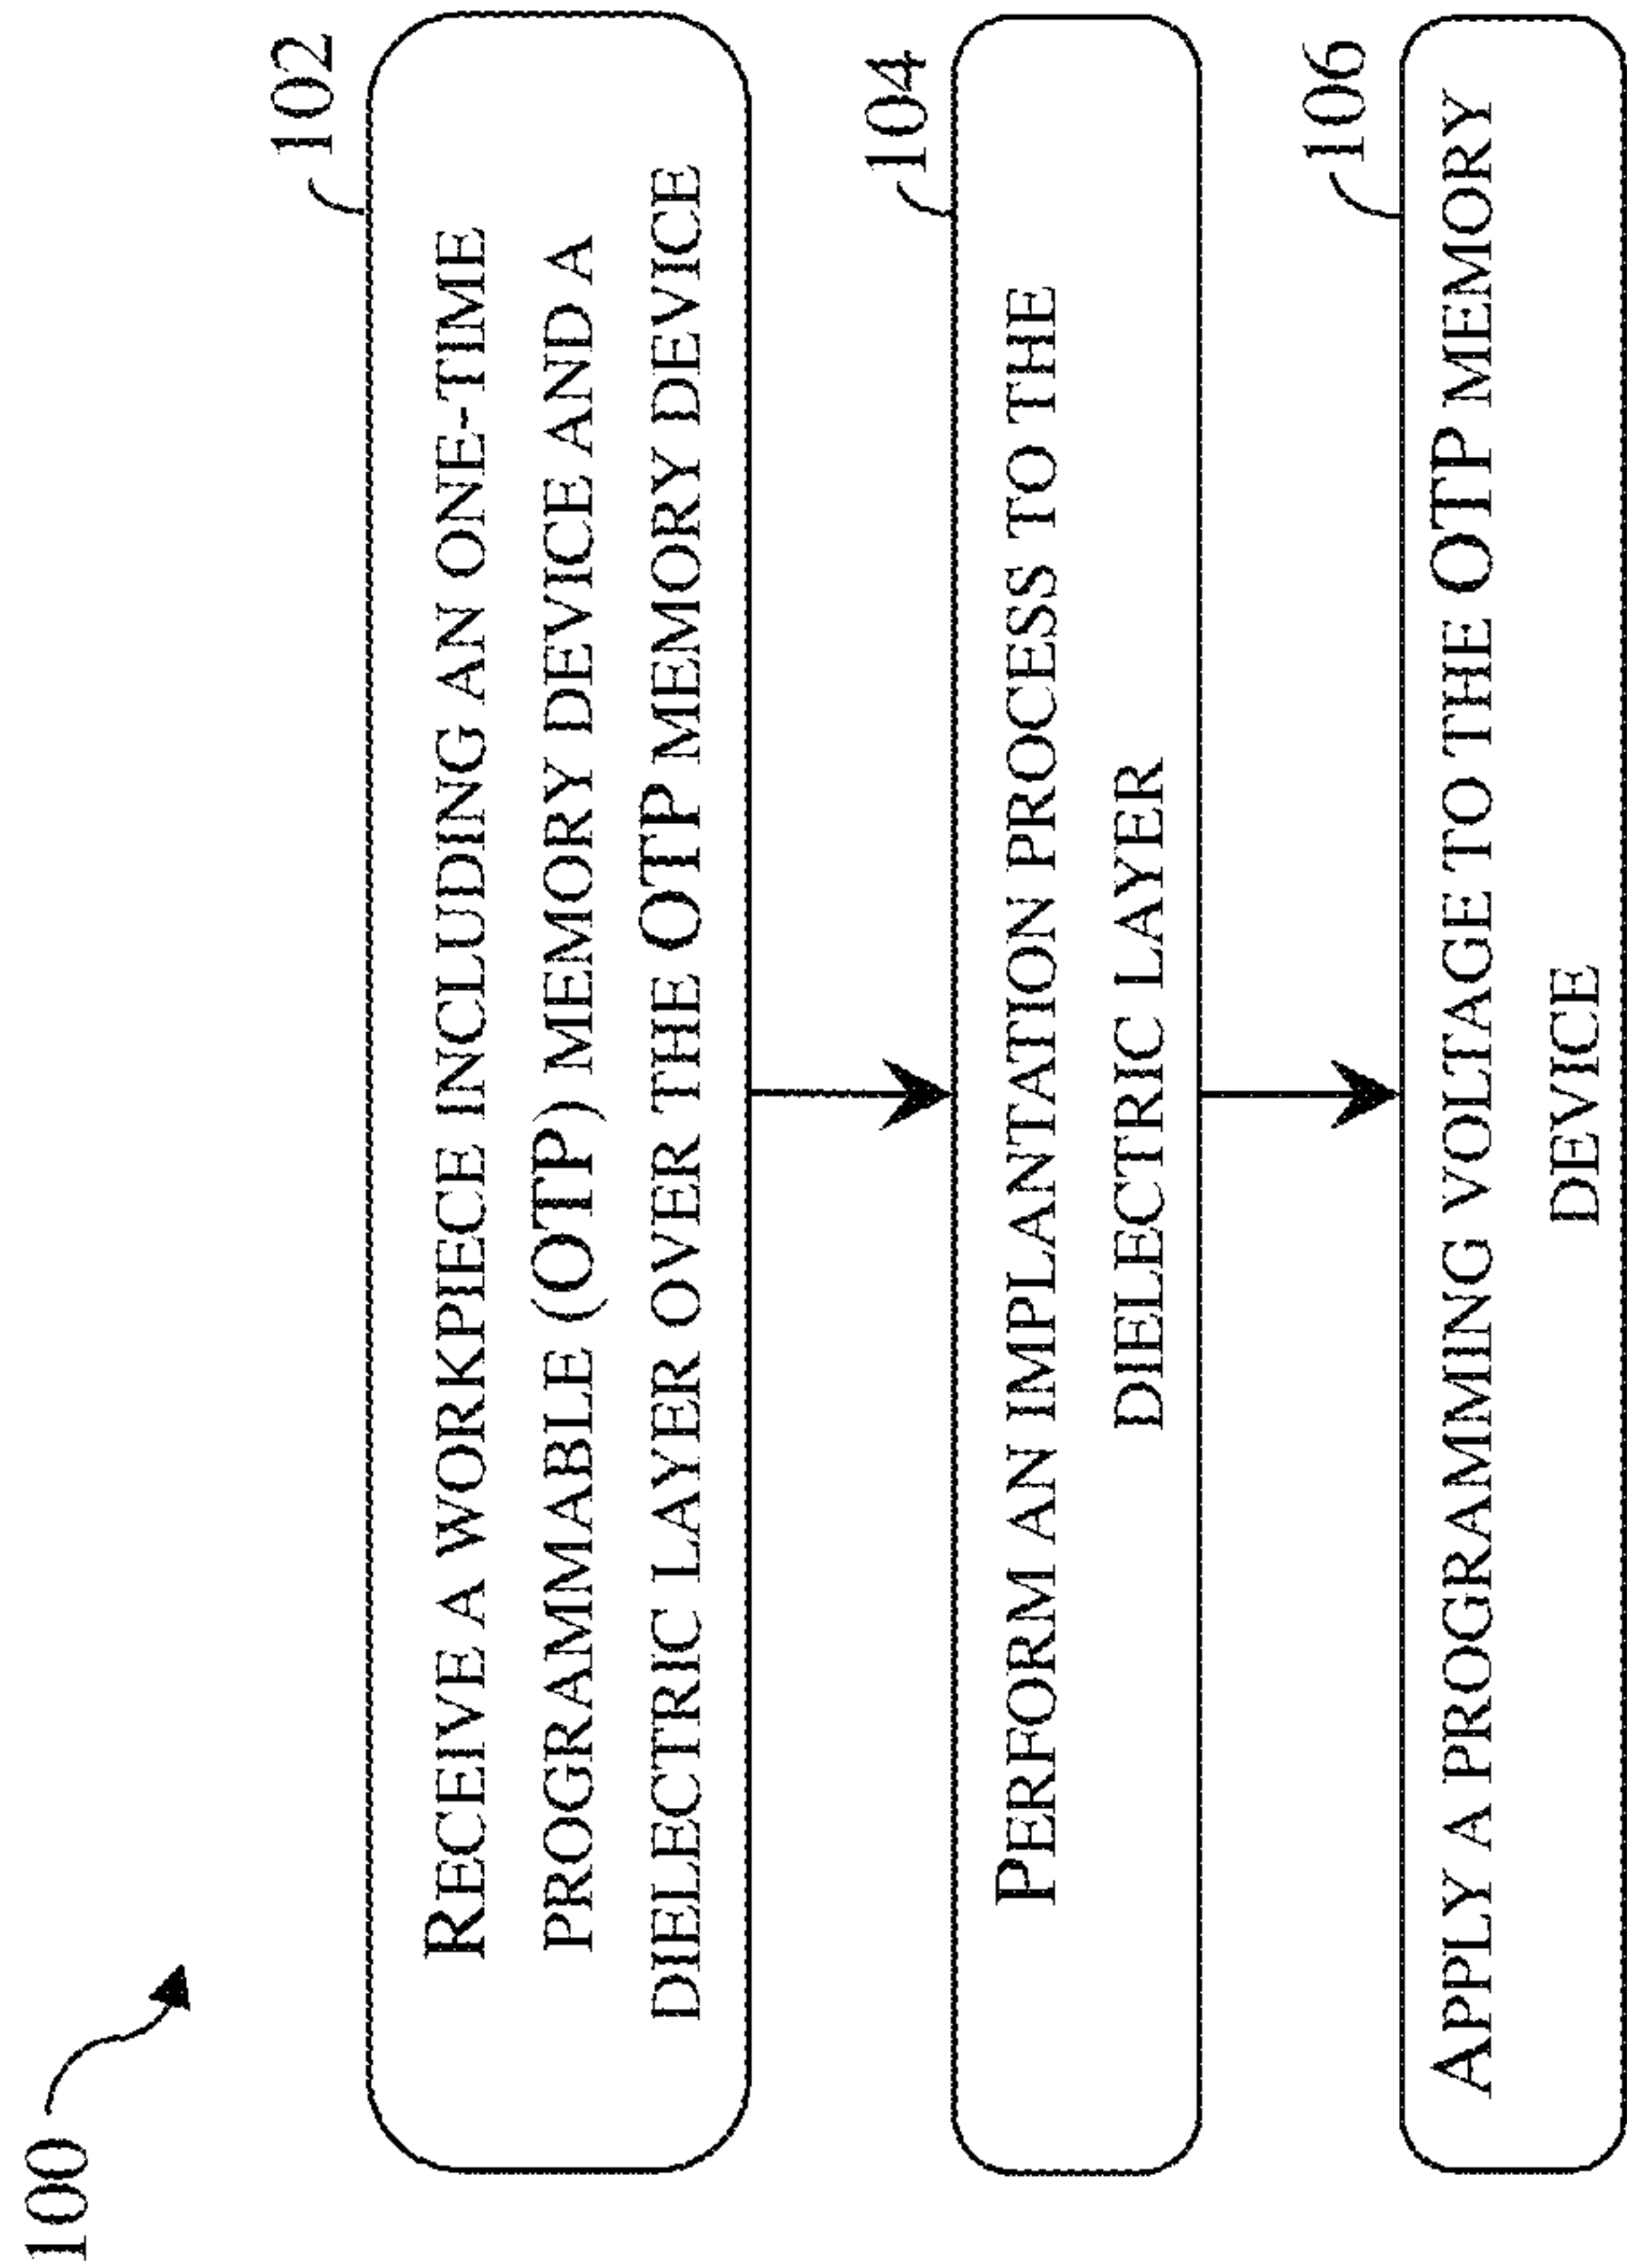 100
102
RECEIVE A WORKPIECE INCLUDING AN ONE-TIME
PROGRAMMABLE (OTP) MEMORY DEVICE AND A
DIELECTRIC LAYER OVER THE OTP MEMORY DEVICE
104
PERFORM AN IMPLANTATION PROCESS TO THE
DIELECTRIC LAYER
106
APPLY A PROGRAMMING VOLTAGE TO THE OTP MEMORY
DEVICE